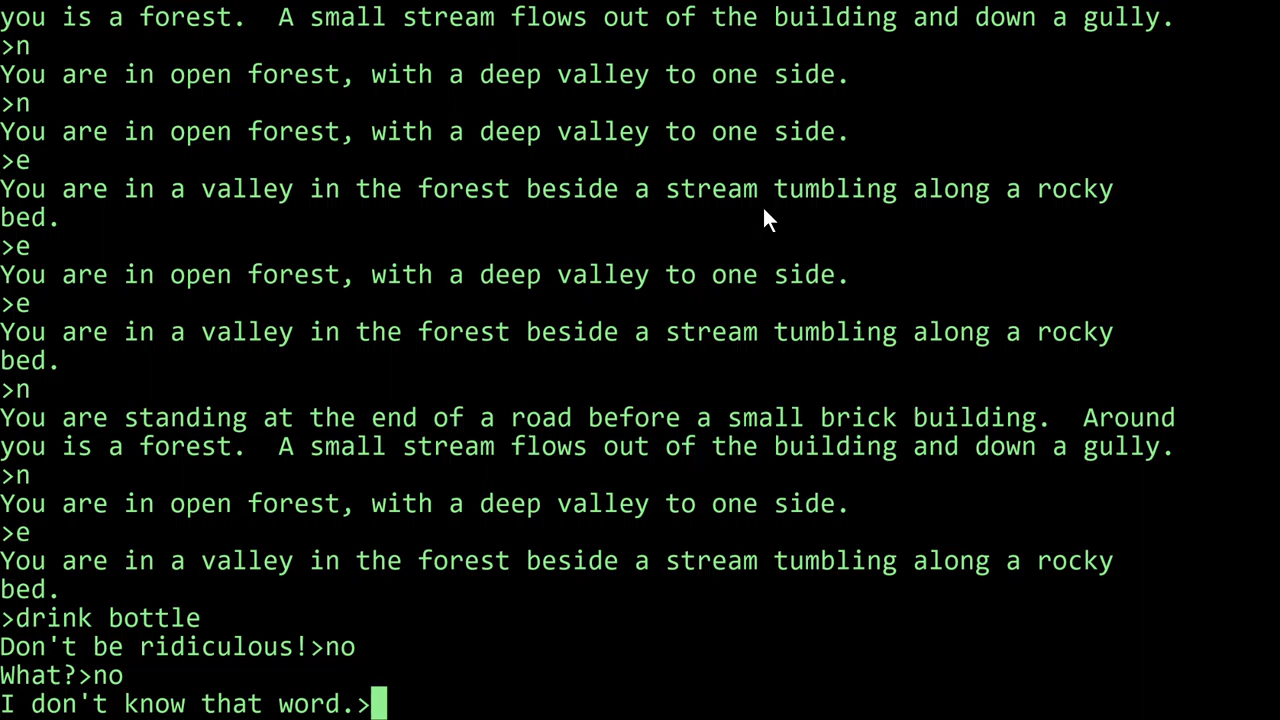 you is a forest.  A small stream flows out of the building and down a gully.
>n
You are in open forest, with a deep valley to one side.
>n
You are in open forest, with a deep valley to one side.
>e
You are in a valley in the forest beside a stream tumbling along a rocky
bed.
>e
You are in open forest, with a deep valley to one side.
>e
You are in a valley in the forest beside a stream tumbling along a rocky
bed.
>n
You are standing at the end of a road before a small brick building.  Around
you is a forest.  A small stream flows out of the building and down a gully.
>n
You are in open forest, with a deep valley to one side.
>e
You are in a valley in the forest beside a stream tumbling along a rocky
bed.
>drink bottle
Don't be ridiculous!>no
What?>no
I don't know that word.>